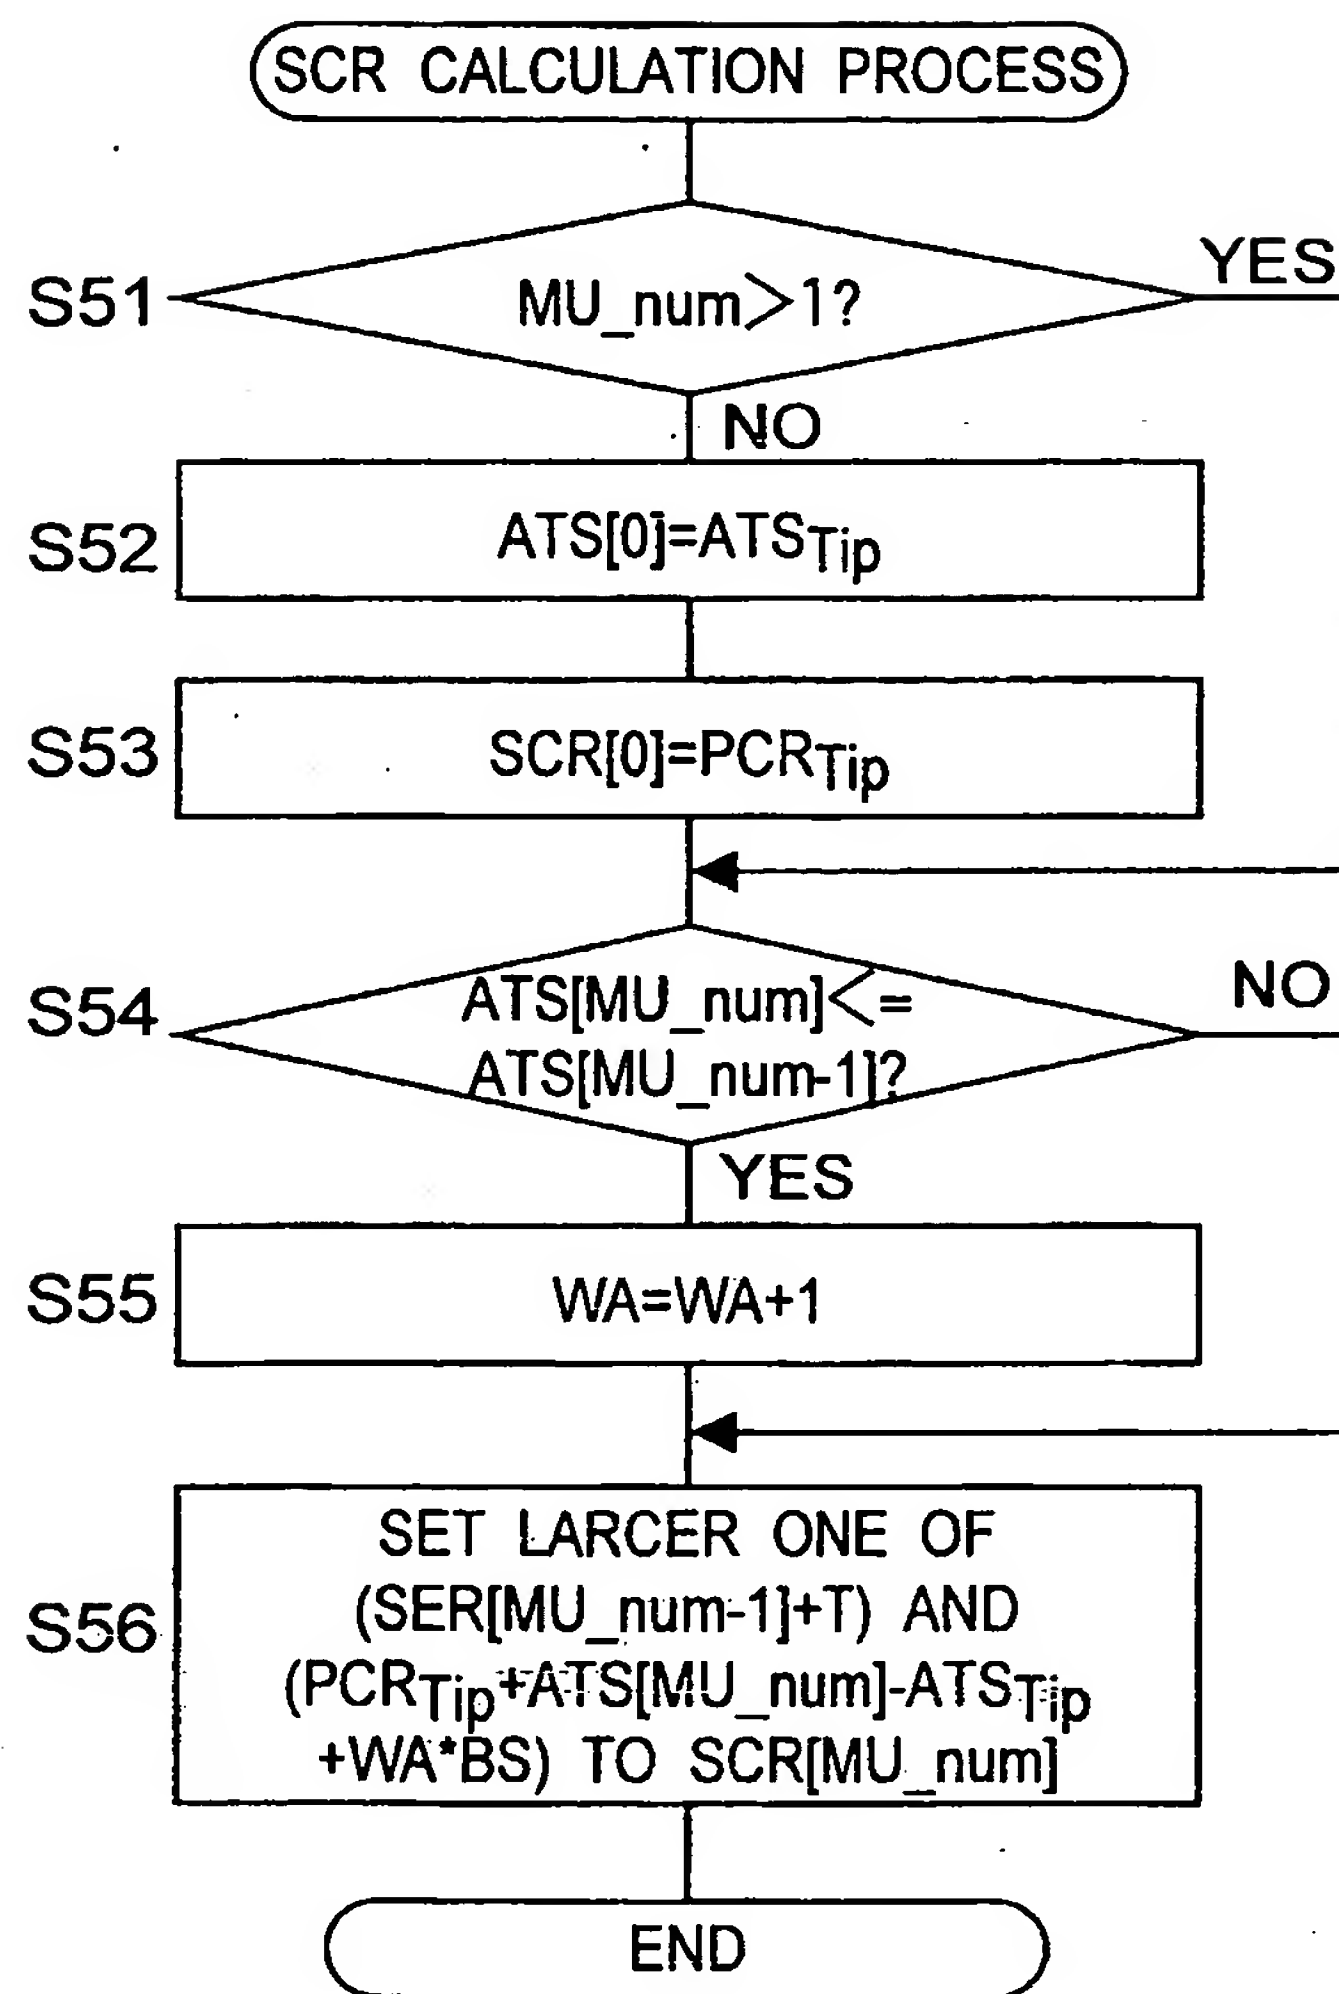 SCR CALCULATION PROCESS
S51
MU_num>1?
YES
NO
S52
ATS[0]=ATSTip
S53
SCR[0]=PCRTip
S54
ATS[MU_num]<=
ATS[MU_num-1]?
NO
YES
S55
WA=WA+1
S56
SET LARCER ONE OF
(SER[MU_num-1]+T) AND
(PCRTip+ATS[MU_num]-ATSTip
+WA*BS) TO SCR[MU_num]
END